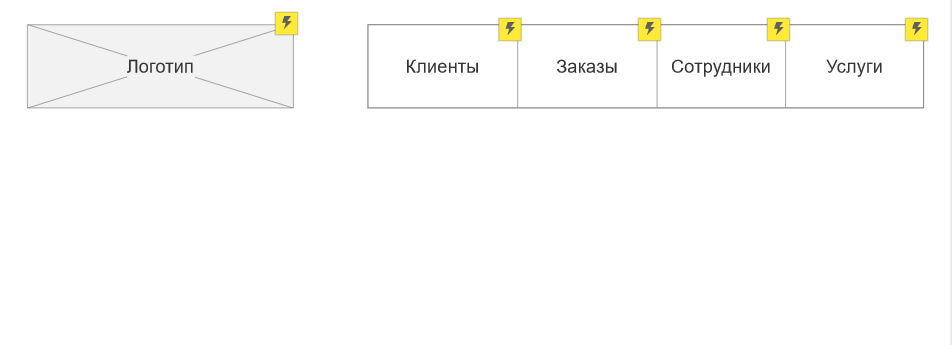 Логотип
Клиенты
Заказы
Сотрудники
Услуги